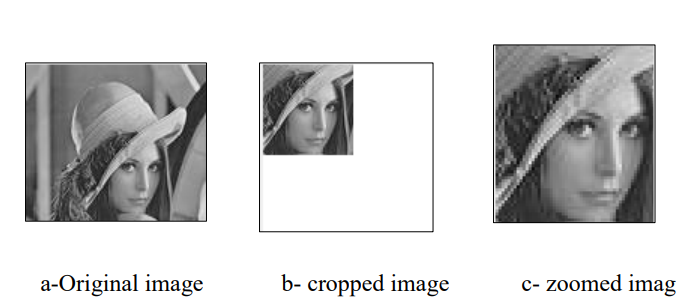 a-Original image
b- cropped image
c- zoomed imag